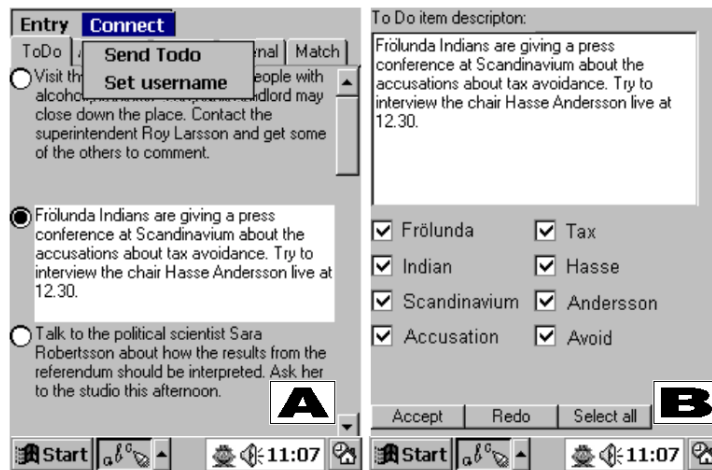 Entry Connect
ToDo
Send Todo
Set username
nal Match
Visit th
eople with
close down the place. Contact the
superintendent Roy Larsson and get some
of the others to comment.
Frölunda Indians are giving a press
conference at Scandinavium about the
accusations about tax avoidance. Try to
interview the chair Hasse Andersson live at
12.30.
Talk to the political scientist Sara
Robertsson about how the results from the
referendum should be interpreted. Ask her
to the studio this afternoon.
A
Start
11:07
To Do item descripton:
Frölunda Indians are giving a press
conference at Scandinavium about the
accusations about tax avoidance. Try to
interview the chair Hasse Andersson live at
12.30.
Frölunda Tax
Indian Hasse
Scandinavium Andersson
Accusation Avoid
Accept Redo Select all
B
Start
11:07